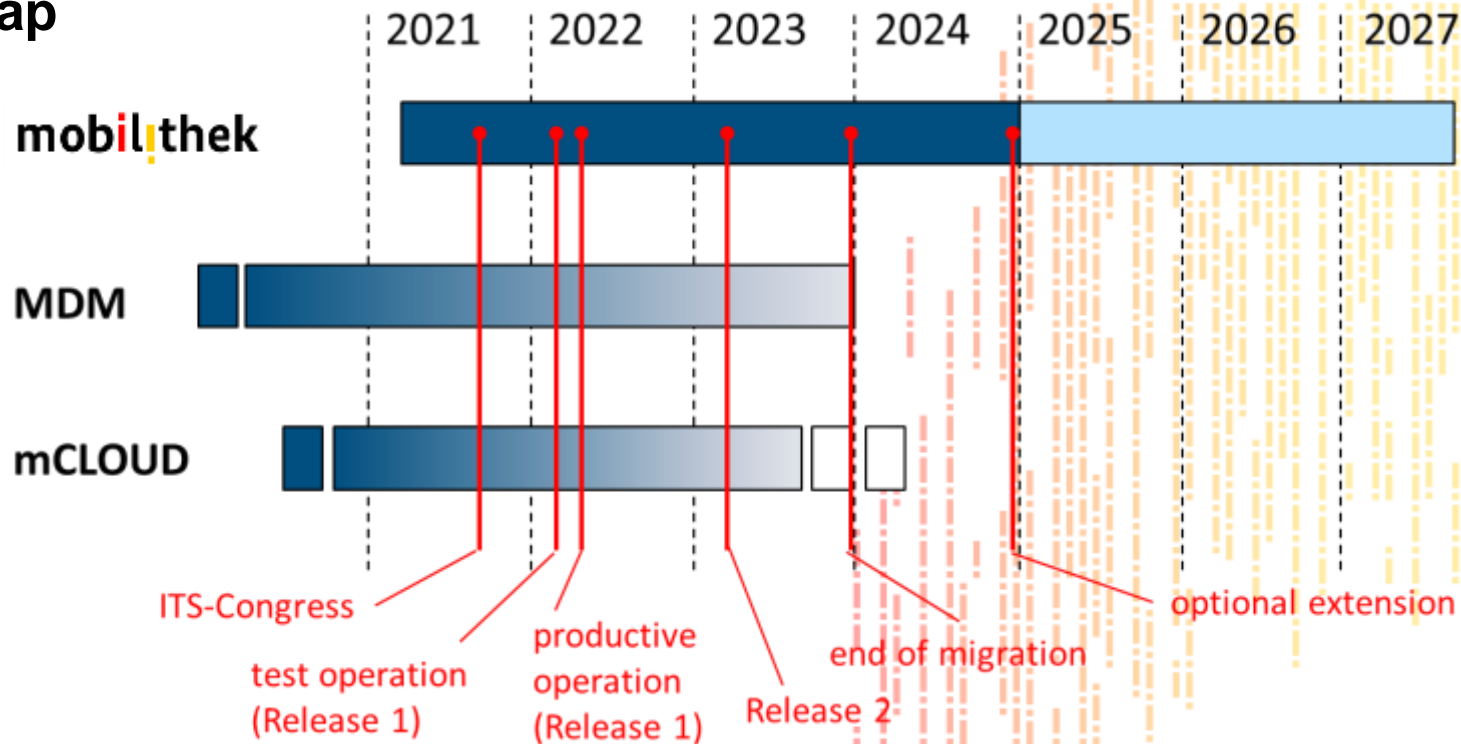 ap
2021 2022 2023 2024 2025 2026 2027
mobilithek
MDM
mCLOUD
ITS-Congress
test operation
(Release 1)
productive
operation
(Release 1)
Release 2
end of migration
optional extension